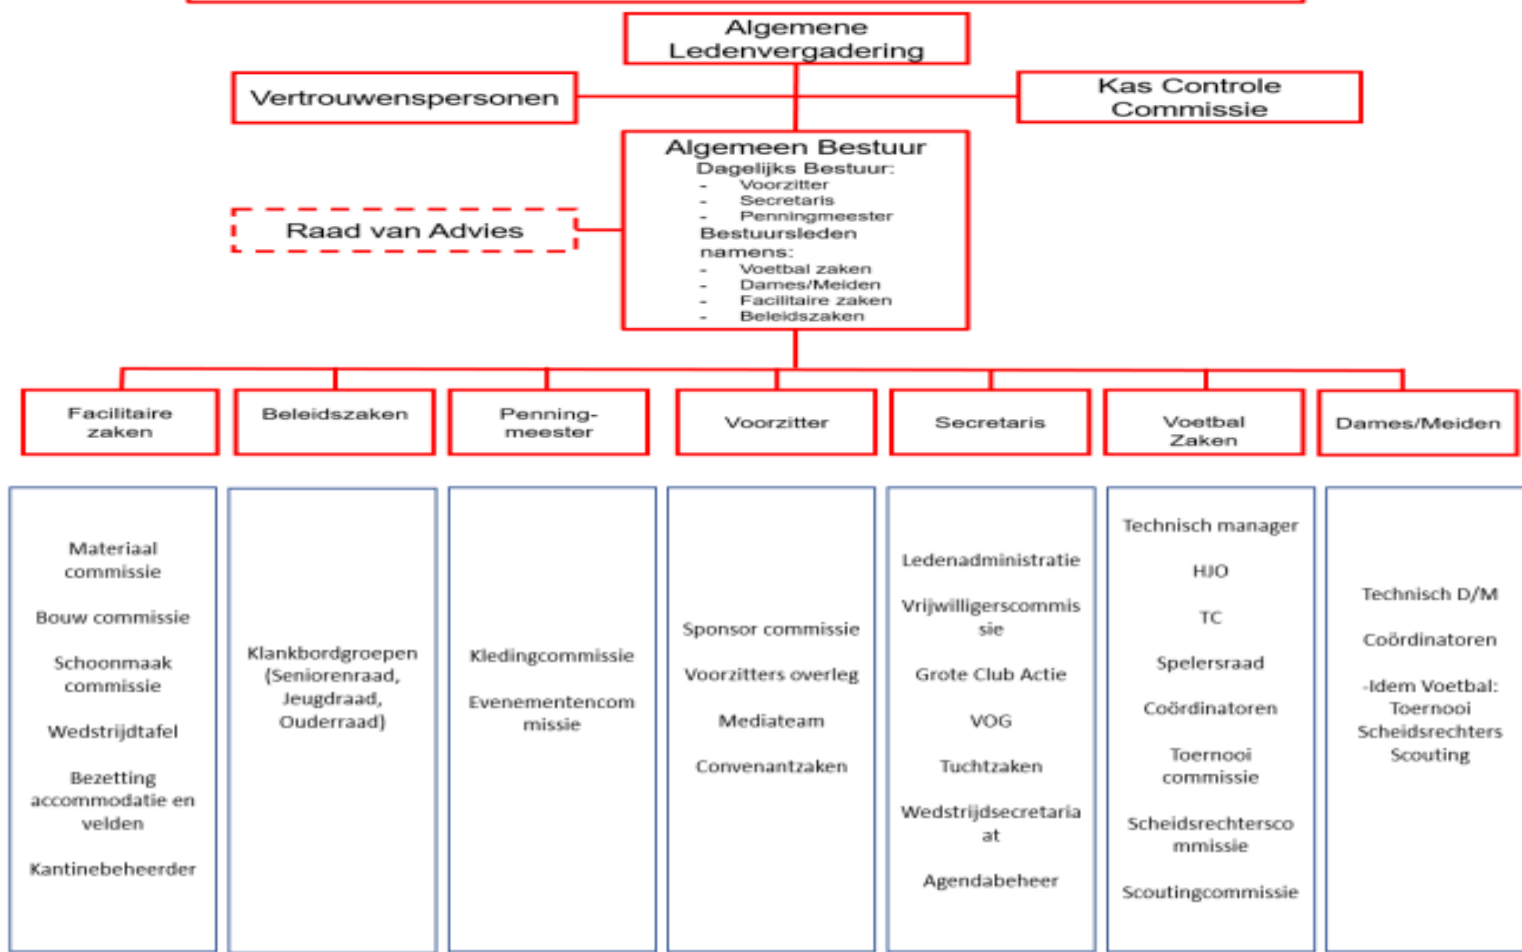 Algemene
Ledenvergadering
Vertrouwenspersonen
Kas Controle
Commissie
Algemeen Bestuur
Dagelijks Bestuur:
- Voorzitter
- Secretaris
- Penningmeester
Bestuursleden
namens:
- Voetbal zaken
- Dames/Meiden
- Facilitaire zaken
- Beleidszaken
Raad van Advies
Facilitaire
zaken
Beleidszaken
Penning-
meester
Voorzitter
Secretaris
Voetbal
Zaken
Dames/Meiden
Materiaal
commissie
Bouw commissie
Schoonmaak
commissie
Wedstrijdtafel
Bezetting
accommodatie en
velden
Kantinebeheerder
Klankbordgroepen
(Seniorenraad,
Jeugdraad,
Ouderraad)
Kledingcommissie
Evenementencom
missie
Sponsor commissie
Voorzitters overleg
Mediateam
Convenantzaken
Ledenadministratie
Vrijwilligerscommis
sie
Grote Club Actie
VOG
Tuchtzaken
Wedstrijdsecretaria
at
Agendabeheer
Technisch manager
HJO
TC
Spelersraad
Coördinatoren
Toernooi
commissie
Scheidsrechtersco
mmissie
Scoutingcommissie
Technisch D/M
Coördinatoren
-Idem Voetbal:
Toernooi
Scheidsrechters
Scouting